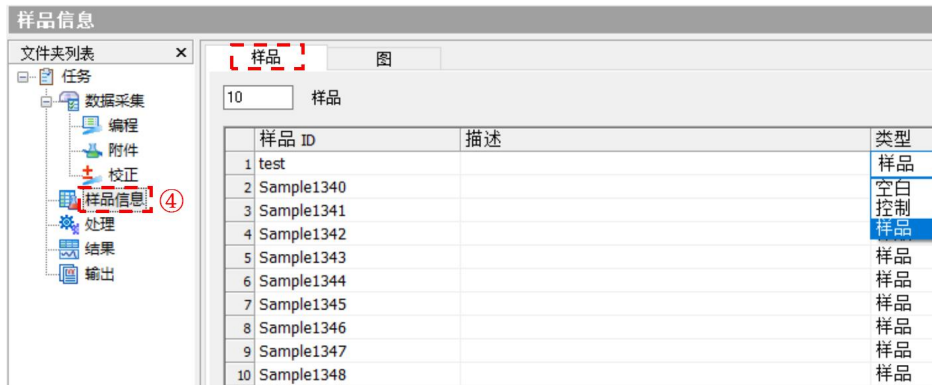 样品信息
文件夹列表 ×
任务
数据采集
编程
附件
校正
样品信息 ④
处理
结果
输出
样品 图
10 样品
样品 ID 描述 类型
1 test 样品
空白
控制
样品
2 Sample1340
3 Sample1341
4 Sample1342
5 Sample1343 样品
6 Sample1344 样品
7 Sample1345 样品
8 Sample1346 样品
9 Sample1347 样品
10 Sample1348 样品